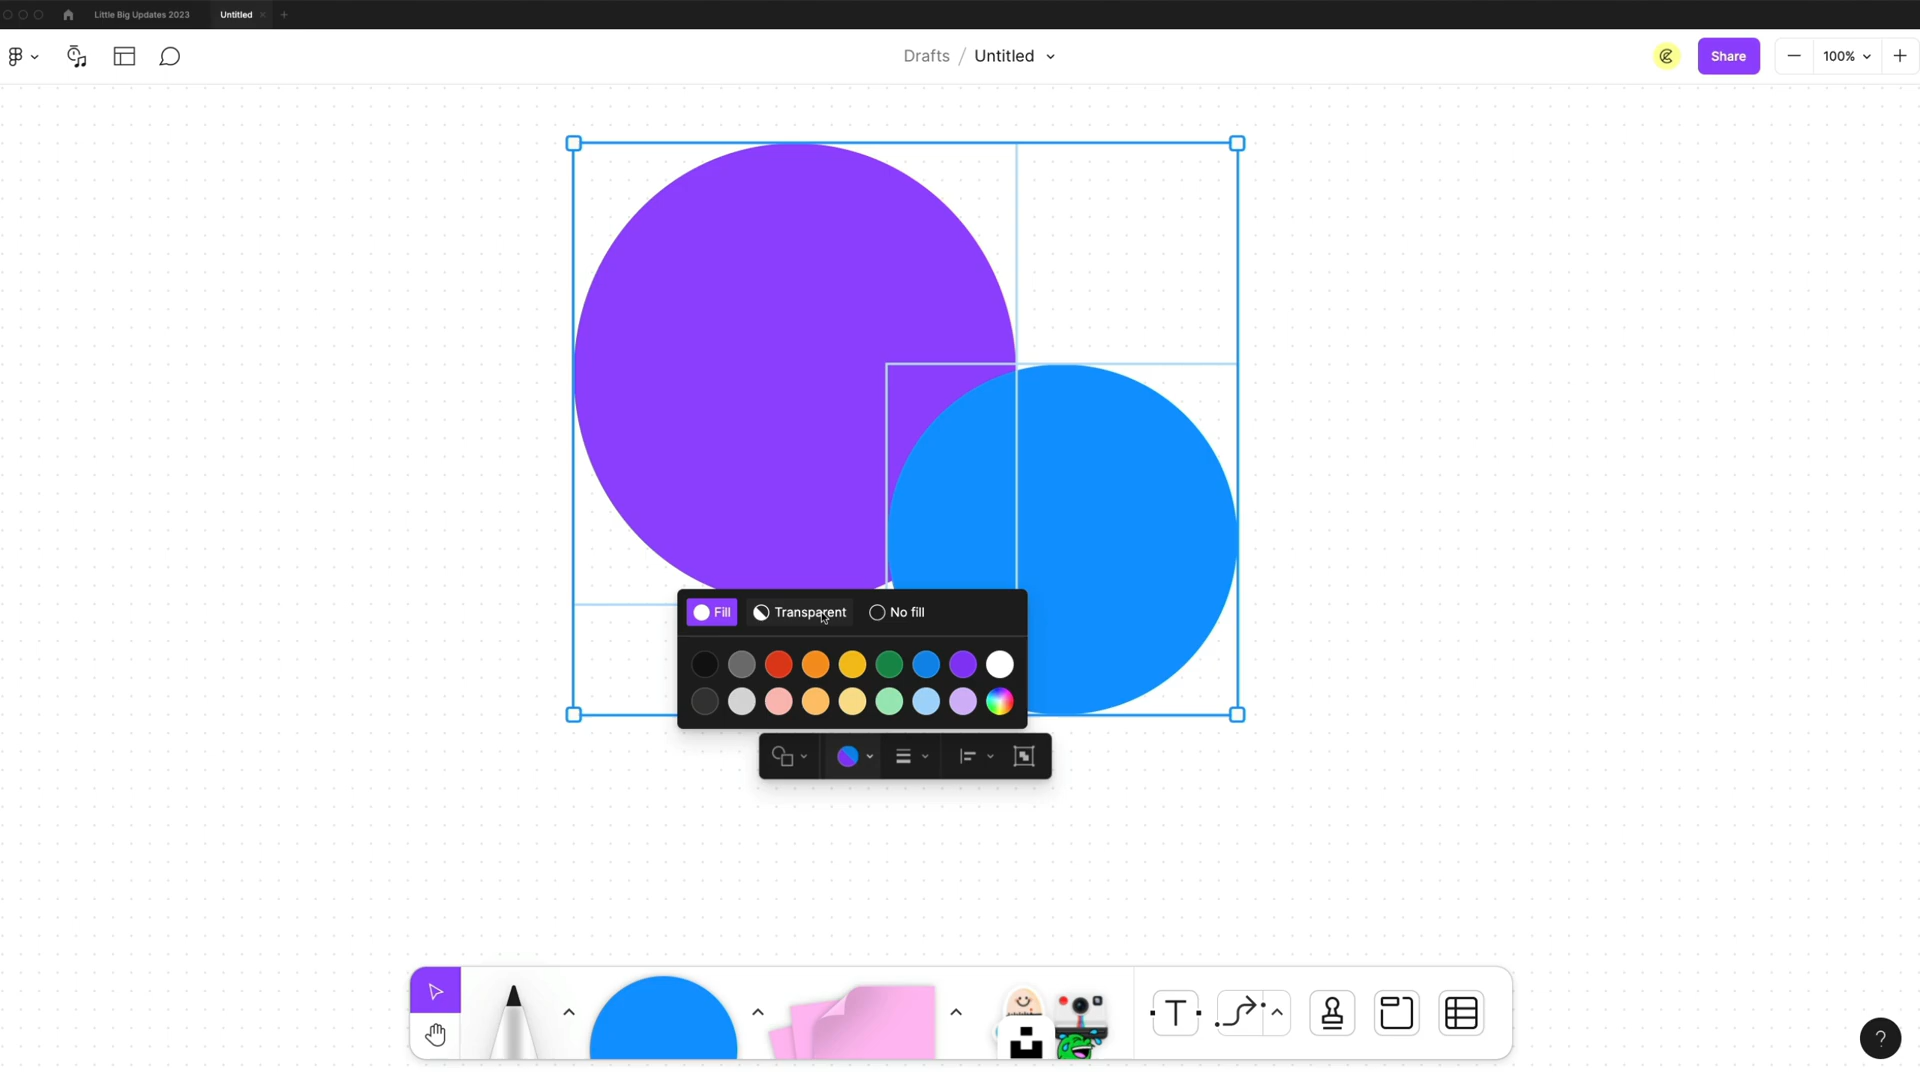 Little Big Updates 2023
Untitled
Drafts / Untitled
Share
100%
Fill
Transparent
No fill
T
?